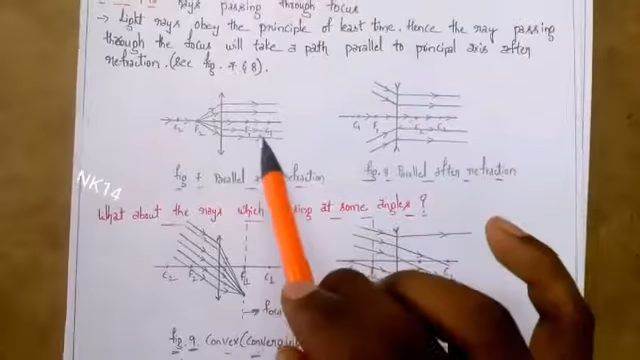 rays passing through focus
→ Light rays obey the principle of least time. Hence the ray passing
through the focus will take a path parallel to principal axis after
refraction. (See fig. 7 & 8).
C2 F2 F1 C1
C1 F1 F2 C2
fig 7 Parallel refraction
fig. 8 Parallel after refraction
NK14
What about the rays which at some angles ?
C2 F2 F1 C1
fig. 9. Convex